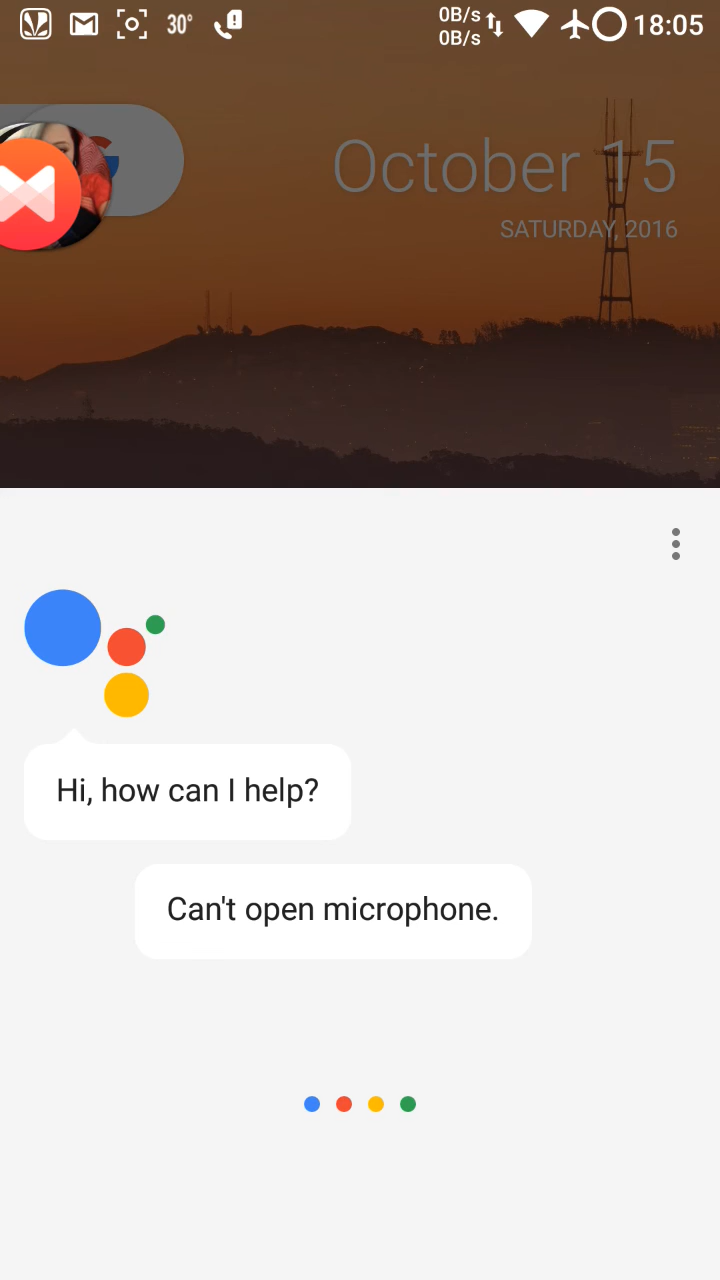 30°
0B/s
0B/s
18:05
October 15
SATURDAY, 2016
Hi, how can I help?
Can't open microphone.